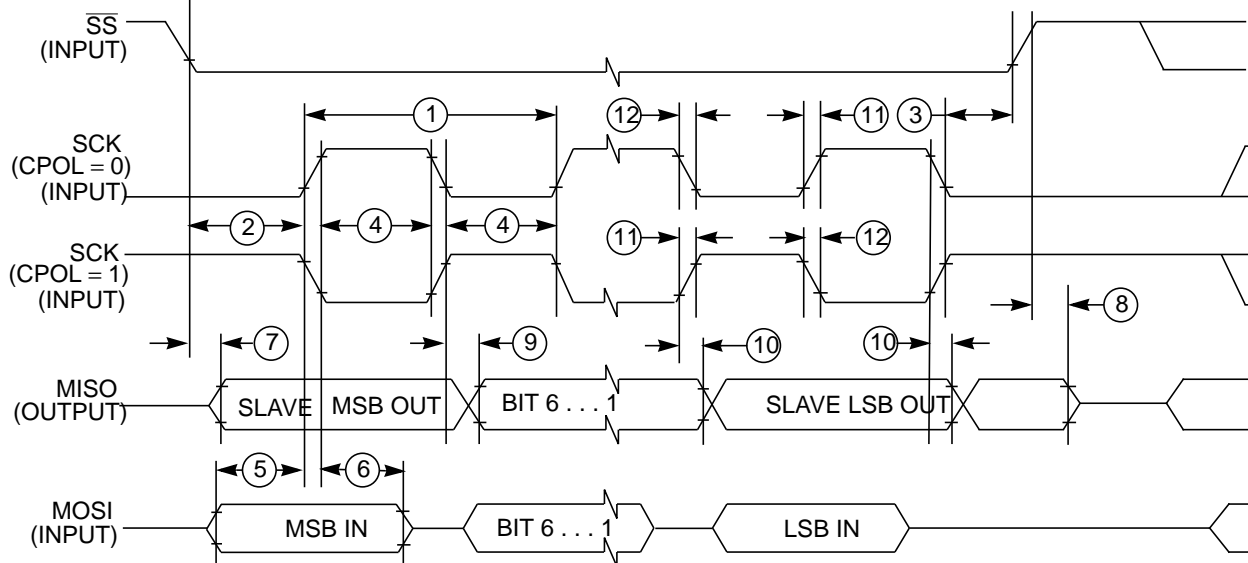 SS
(INPUT)
1
12
11
3
SCK
(CPOL = 0)
(INPUT)
2
4
4
SCK
(CPOL = 1)
(INPUT)
11
12
8
7
9
10
10
MISO
(OUTPUT)
SLAVE MSB OUT
BIT 6 . . . 1
SLAVE LSB OUT
5
6
MOSI
(INPUT)
MSB IN
BIT 6 . . . 1
LSB IN